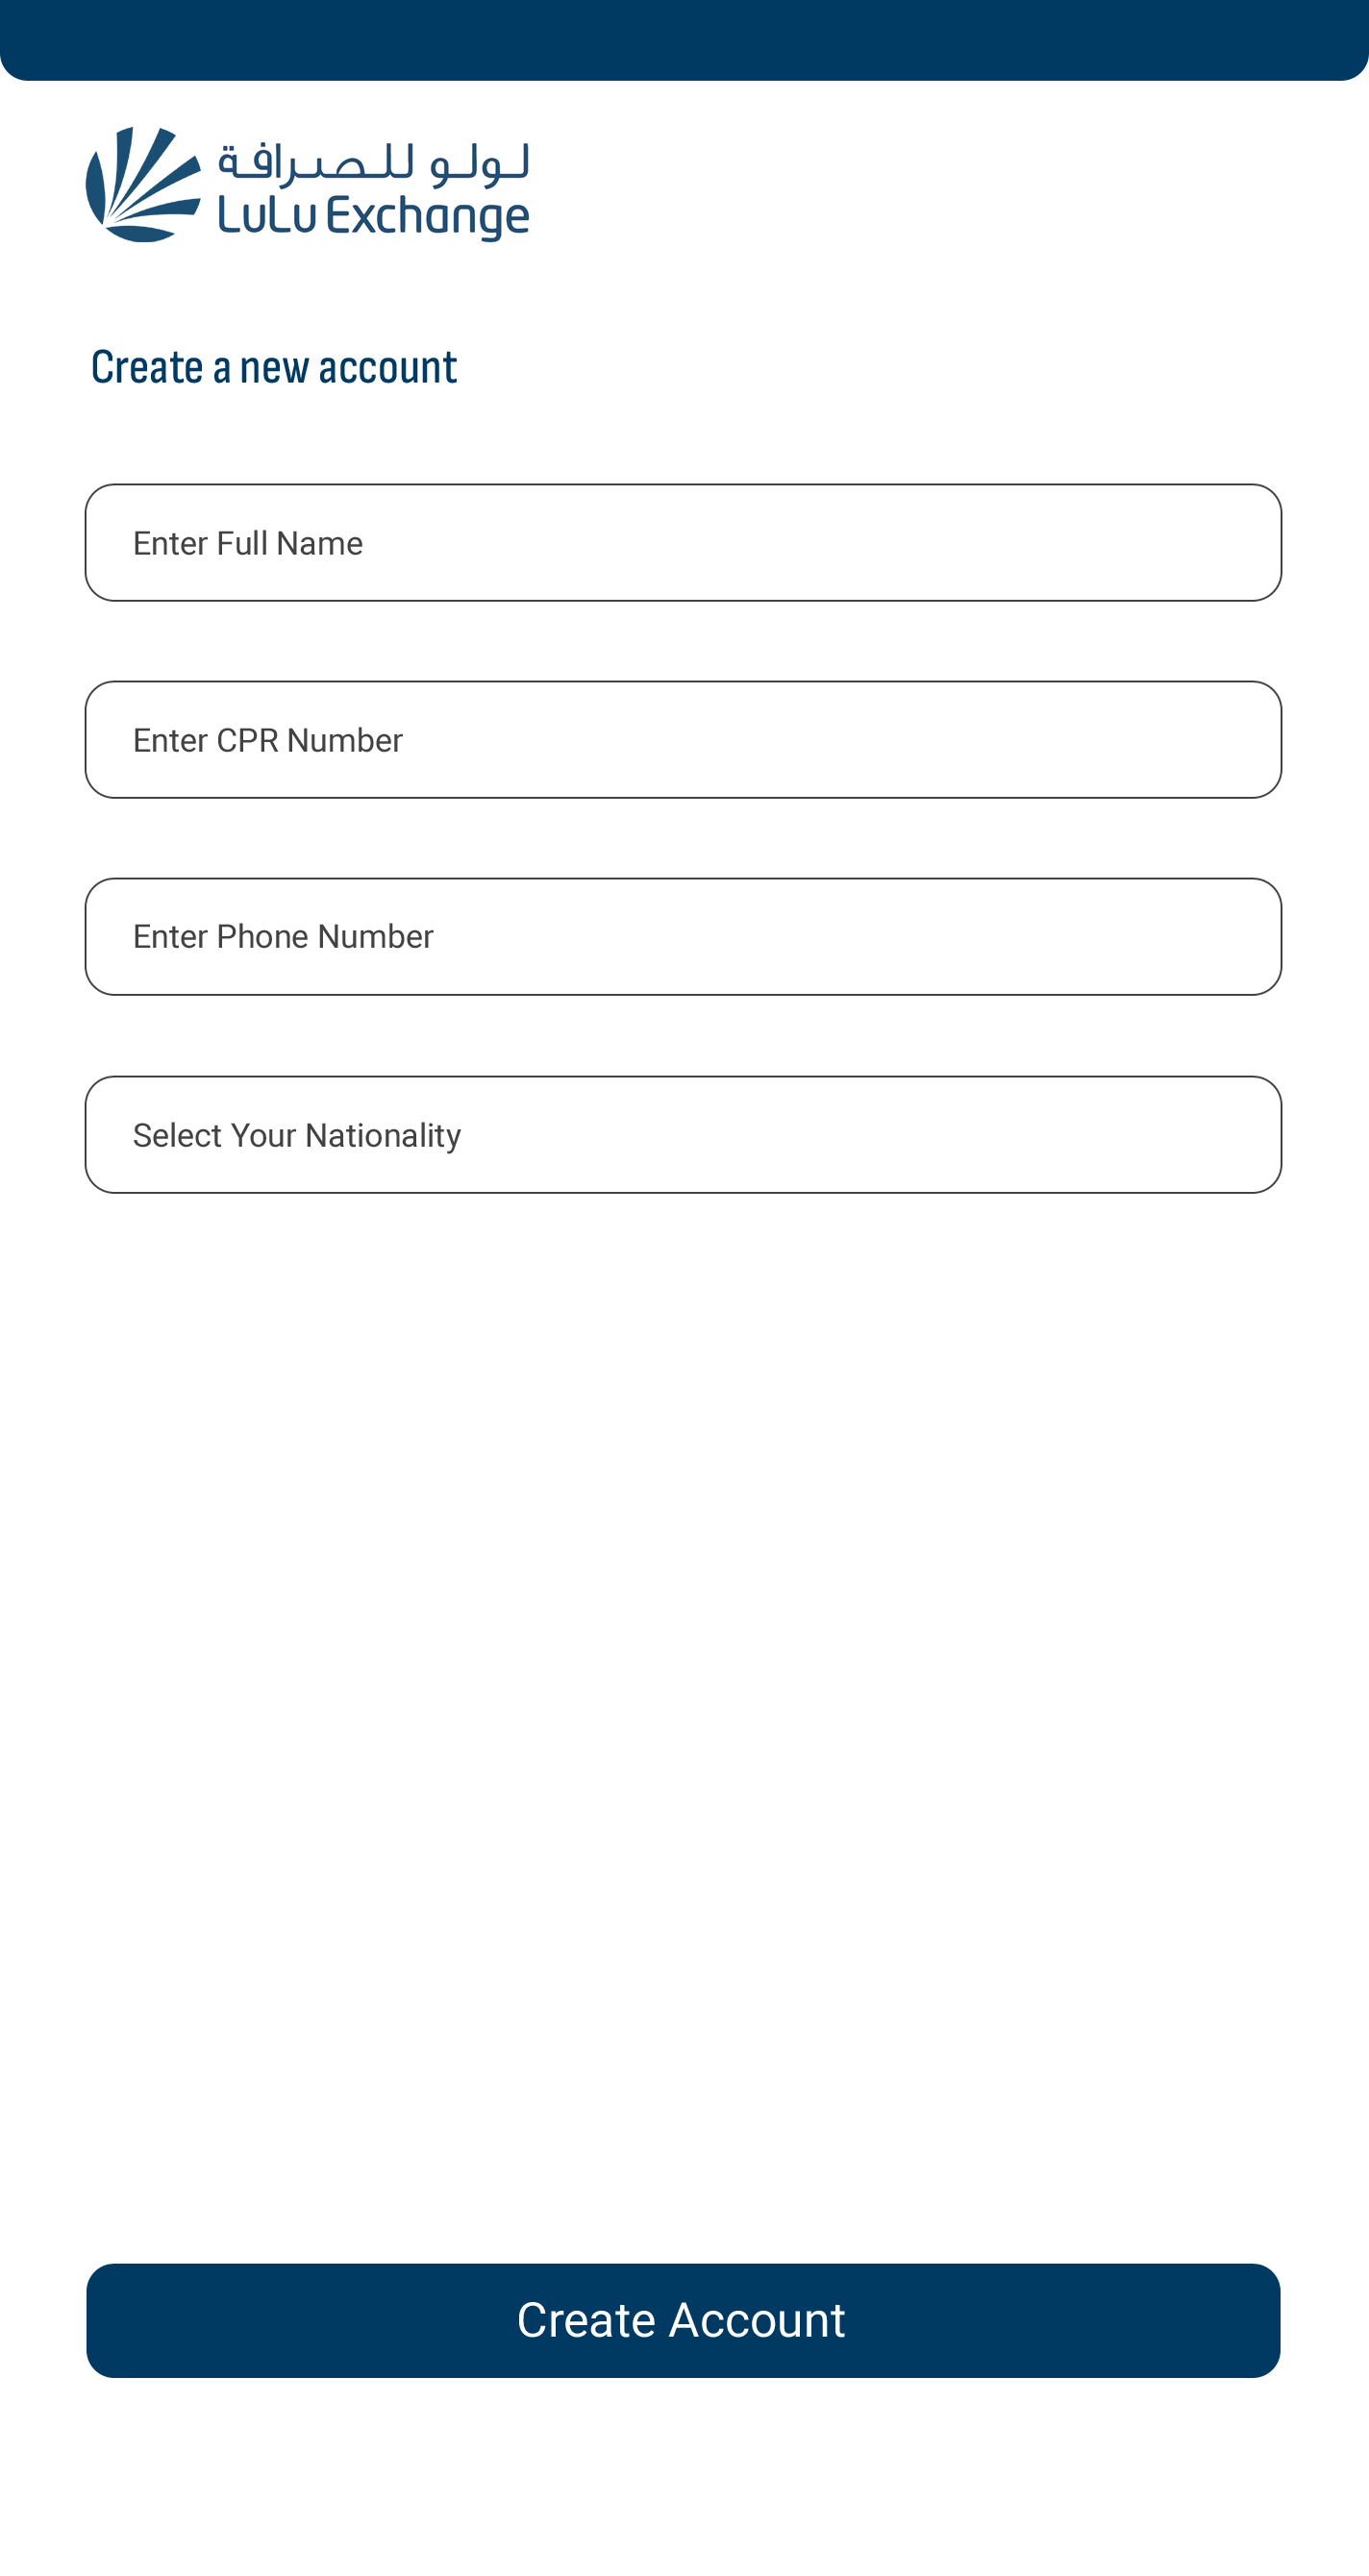 لولو للصرافة
LuLu Exchange
Create a new account
Enter Full Name
Enter CPR Number
Enter Phone Number
Select Your Nationality
Create Account